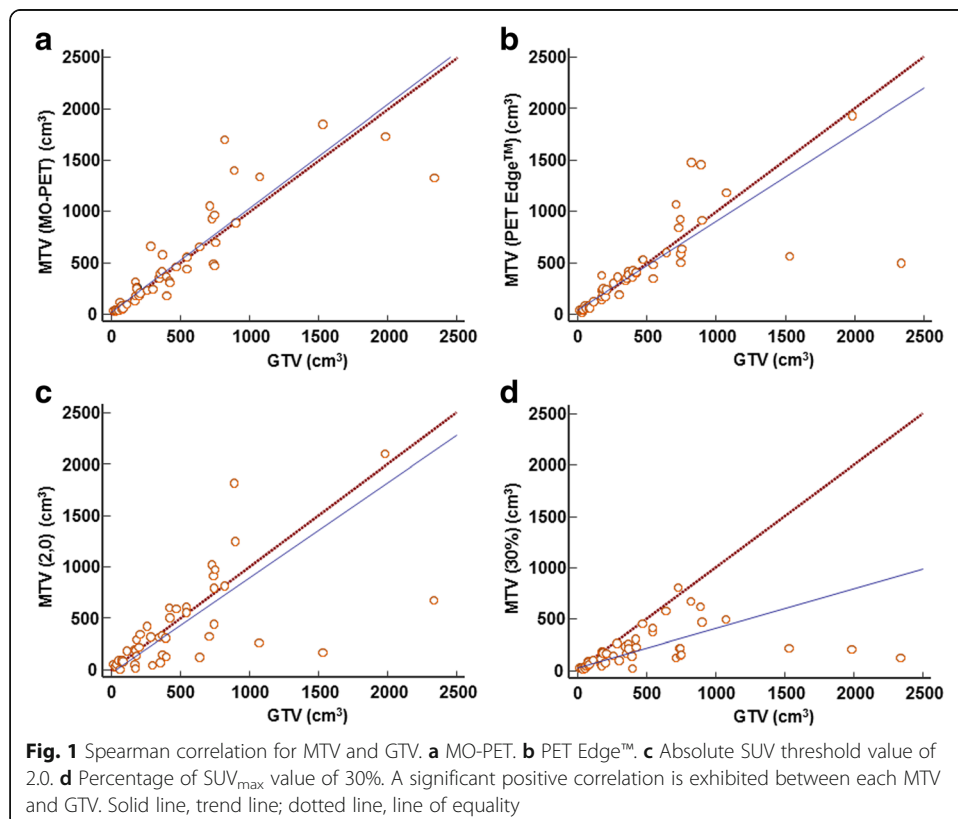 a
2500
2000
1500
1000
500
0
MTV (MO-PET) (cm³)
0 500 1000 1500 2000 2500
GTV (cm³)
b
2500
2000
1500
1000
500
0
MTV (PET Edge™) (cm³)
0 500 1000 1500 2000 2500
GTV (cm³)
c
2500
2000
1500
1000
500
0
MTV (2,0) (cm³)
0 500 1000 1500 2000 2500
GTV (cm³)
d
2500
2000
1500
1000
500
0
MTV (30%) (cm³)
0 500 1000 1500 2000 2500
GTV (cm³)
Fig. 1 Spearman correlation for MTV and GTV. a MO-PET. b PET Edge™. c Absolute SUV threshold value of
2.0. d Percentage of SUVmax value of 30%. A significant positive correlation is exhibited between each MTV
and GTV. Solid line, trend line; dotted line, line of equality